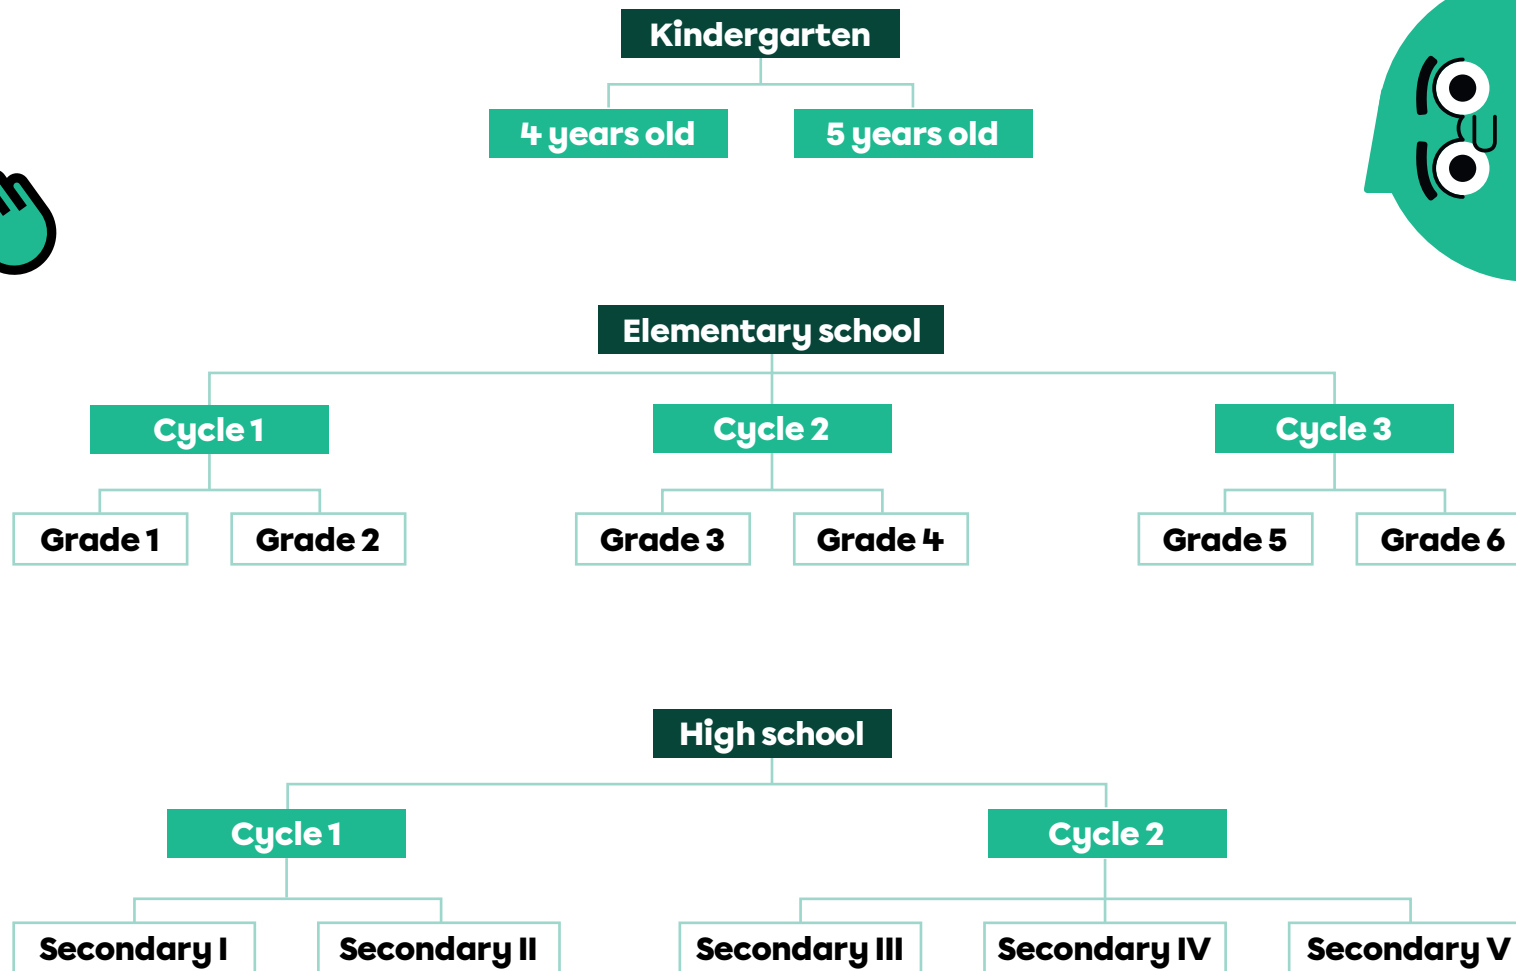 Kindergarten
4 years old
5 years old
Elementary school
Cycle 1
Cycle 2
Cycle 3
Grade 1
Grade 2
Grade 3
Grade 4
Grade 5
Grade 6
High school
Cycle 1
Cycle 2
Secondary I
Secondary II
Secondary III
Secondary IV
Secondary V